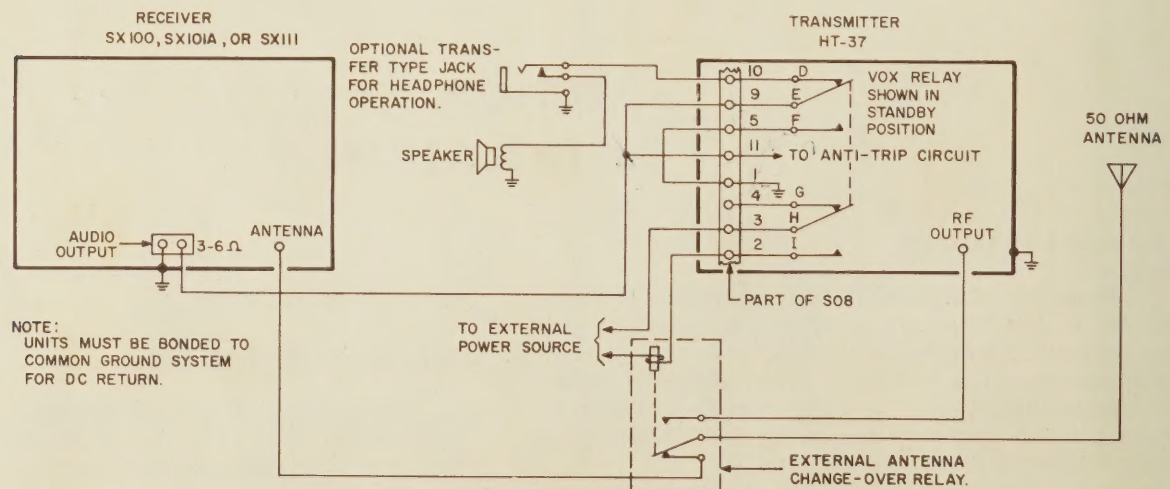 RECEIVER
SX100, SX101A, OR SX111
OPTIONAL TRANS-
FER TYPE JACK
FOR HEADPHONE
OPERATION.
SPEAKER
AUDIO
OUTPUT
3-6Ω
ANTENNA
NOTE:
UNITS MUST BE BONDED TO
COMMON GROUND SYSTEM
FOR DC RETURN.
TRANSMITTER
HT-37
10 D
9 E
5 F
11
1
4 G
3 H
2 I
VOX RELAY
SHOWN IN
STANDBY
POSITION
TO ANTI-TRIP CIRCUIT
RF
OUTPUT
50 OHM
ANTENNA
PART OF SO8
TO EXTERNAL
POWER SOURCE
EXTERNAL ANTENNA
CHANGE-OVER RELAY.